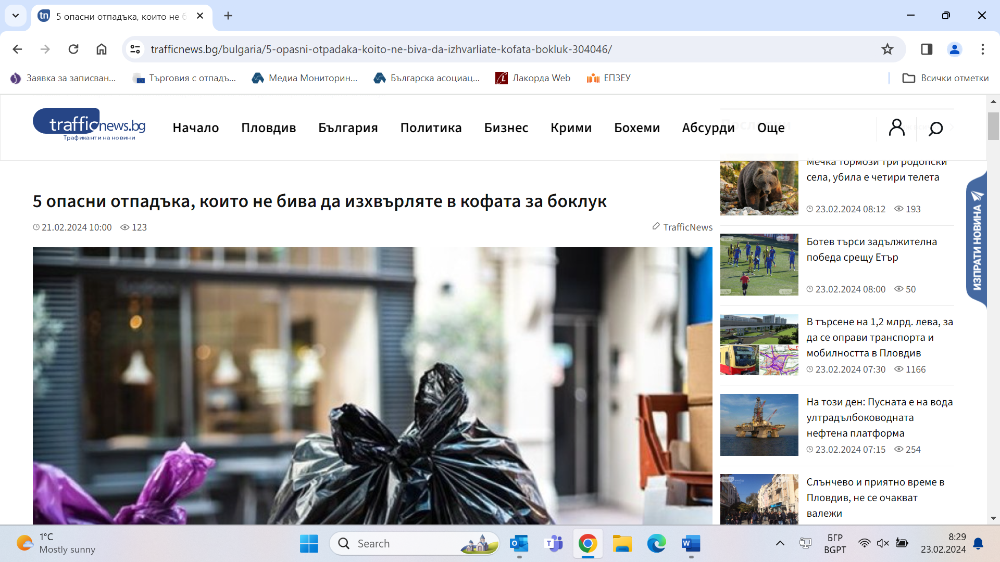 5 опасни отпадъка, които не
trafficnews.bg/bulgaria/5-opasni-otpadaka-koito-ne-biva-da-izhvarliate-kofata-bokluk-304046/
Заявка за записван...
Търговия с отпадъ...
Медиа Мониторин...
Българска асоциац...
Лакорда Web
ЕПЗЕУ
Всички отметки
trafficnews.bg
Трафиканти на новини
Начало
Пловдив
България
Политика
Бизнес
Крими
Бохеми
Абсурди
Още
5 опасни отпадъка, които не бива да изхвърляте в кофата за боклук
21.02.2024 10:00 123
TrafficNews
Мечка тормози три родопски
села, убила е четири телета
23.02.2024 08:12 193
Ботев търси задължителна
победа срещу Етър
23.02.2024 08:00 50
В търсене на 1,2 млрд. лева, за
да се оправи транспорта и
мобилността в Пловдив
23.02.2024 07:30 1166
На този ден: Пусната е на вода
ултрадълбоководната
нефтена платформа
23.02.2024 07:15 254
Слънчево и приятно време в
Пловдив, не се очакват
валежи
ИЗПРАТИ НОВИНА
1°C
Mostly sunny
Search
БГР
BGPT
8:29
23.02.2024